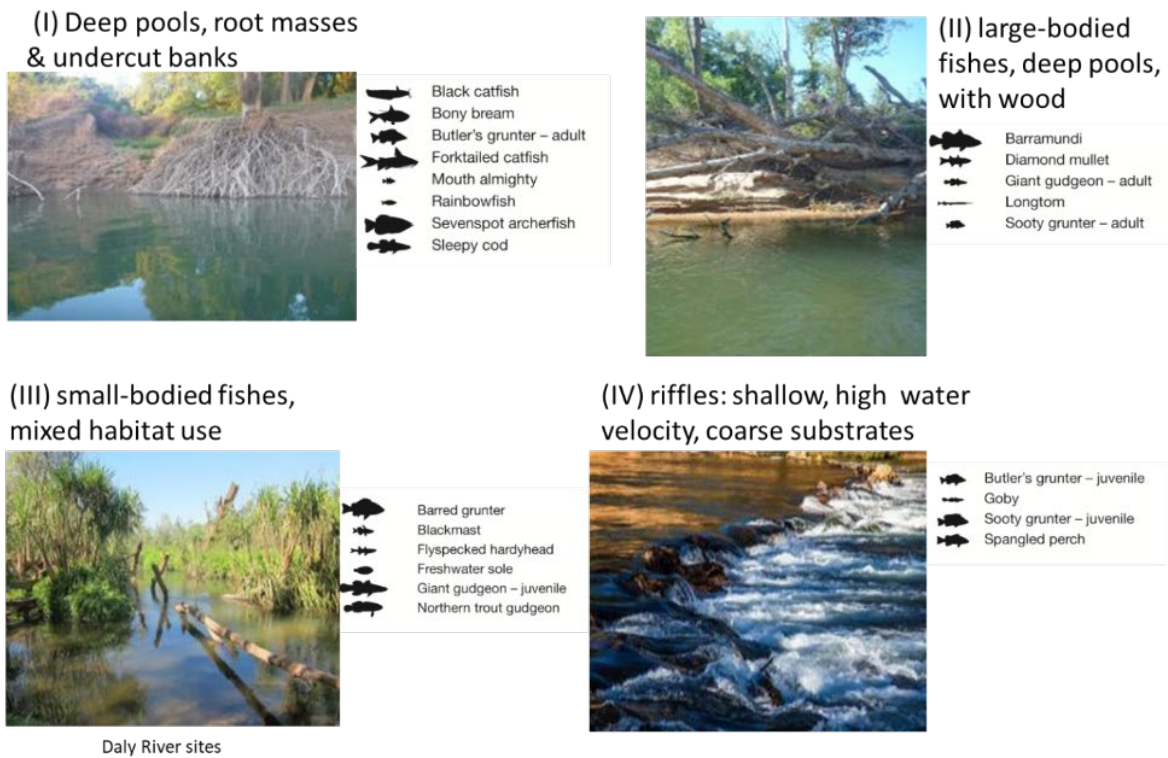 (I) Deep pools, root masses
& undercut banks
Black catfish
Bony bream
Butler's grunter – adult
Forktailed catfish
Mouth almighty
Rainbowfish
Sevenspot archerfish
Sleepy cod
(II) large-bodied
fishes, deep pools,
with wood
Barramundi
Diamond mullet
Giant gudgeon – adult
Longtom
Sooty grunter – adult
(III) small-bodied fishes,
mixed habitat use
Barred grunter
Blackmast
Flyspecked hardyhead
Freshwater sole
Giant gudgeon – juvenile
Northern trout gudgeon
Daly River sites
(IV) riffles: shallow, high water
velocity, coarse substrates
Butler's grunter – juvenile
Goby
Sooty grunter – juvenile
Spangled perch